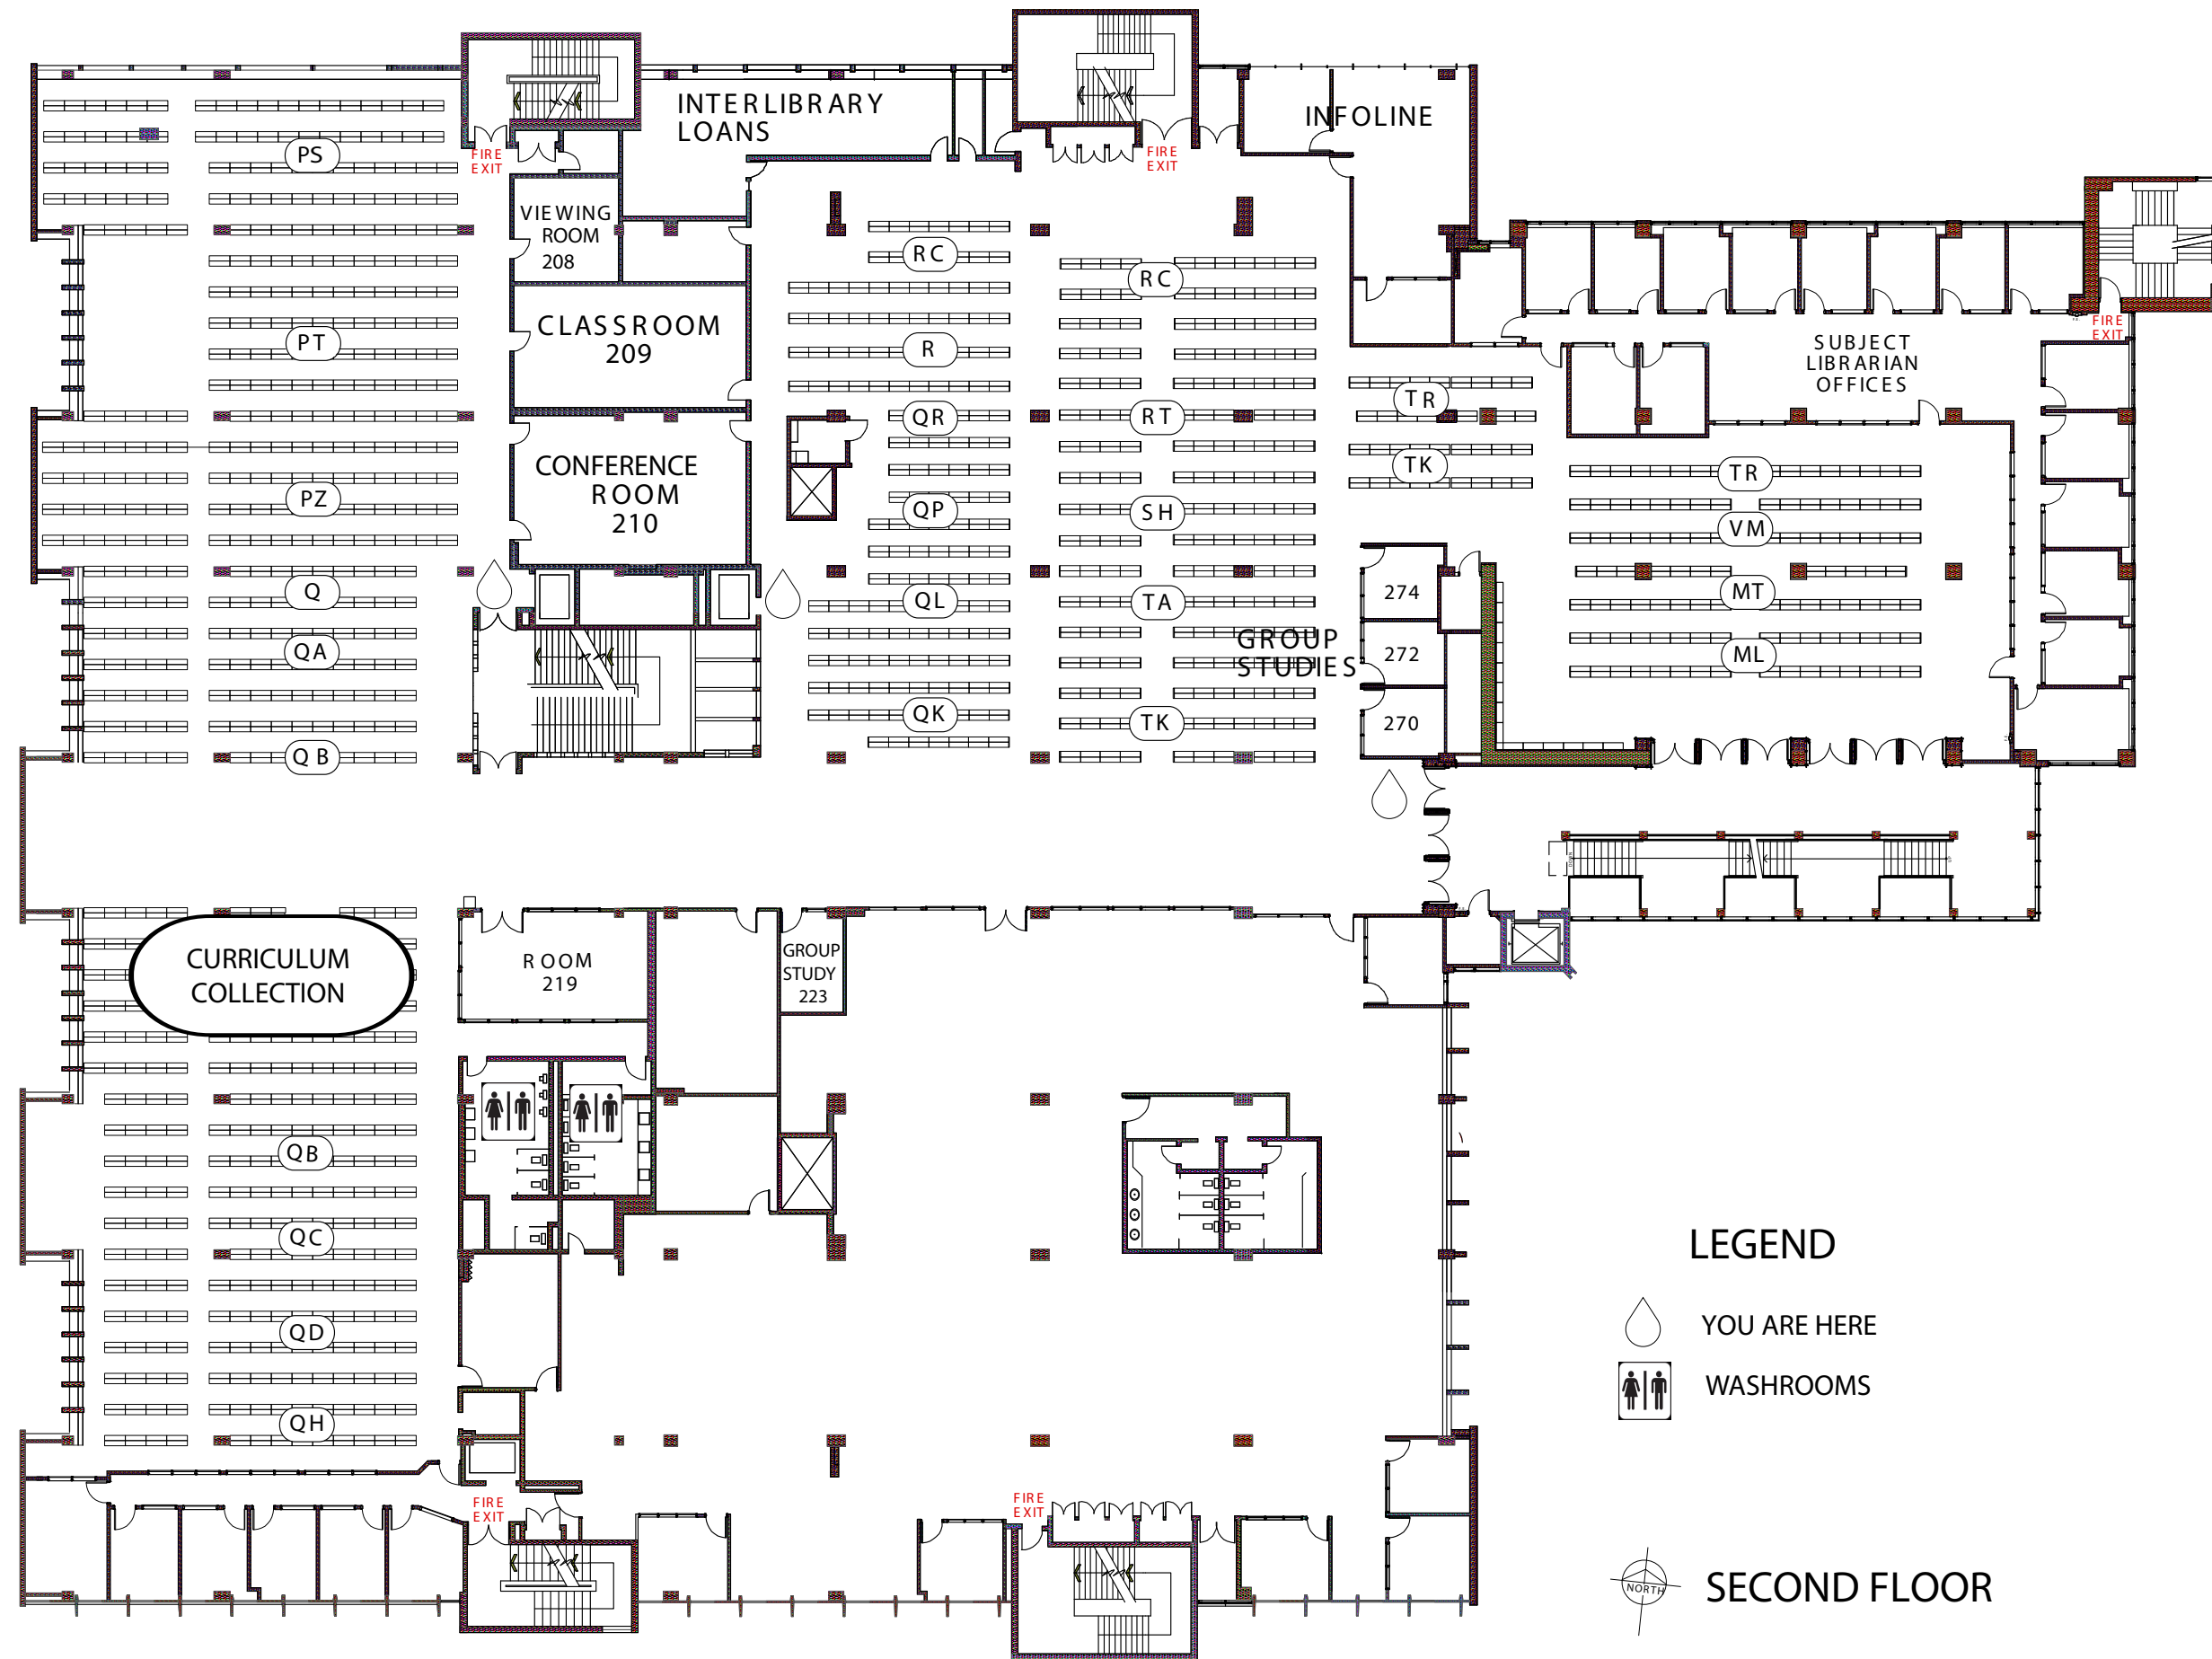 INTERLIBRARY
LOANS
INFOLINE
PS
FIRE
EXIT
FIRE
EXIT
VIEWING
ROOM
208
RC
RC
FIRE
EXIT
CLASSROOM
209
PT
R
SUBJECT
LIBRARIAN
OFFICES
TR
QR
RT
CONFERENCE
ROOM
210
TK
TR
PZ
QP
SH
VM
Q
QL
TA
274
MT
QA
GROUP
STUDIES
272
ML
QK
TK
270
QB
CURRICULUM
COLLECTION
ROOM
219
GROUP
STUDY
223
QB
QC
QD
QH
FIRE
EXIT
FIRE
EXIT
LEGEND
YOU ARE HERE
WASHROOMS
NORTH
SECOND FLOOR